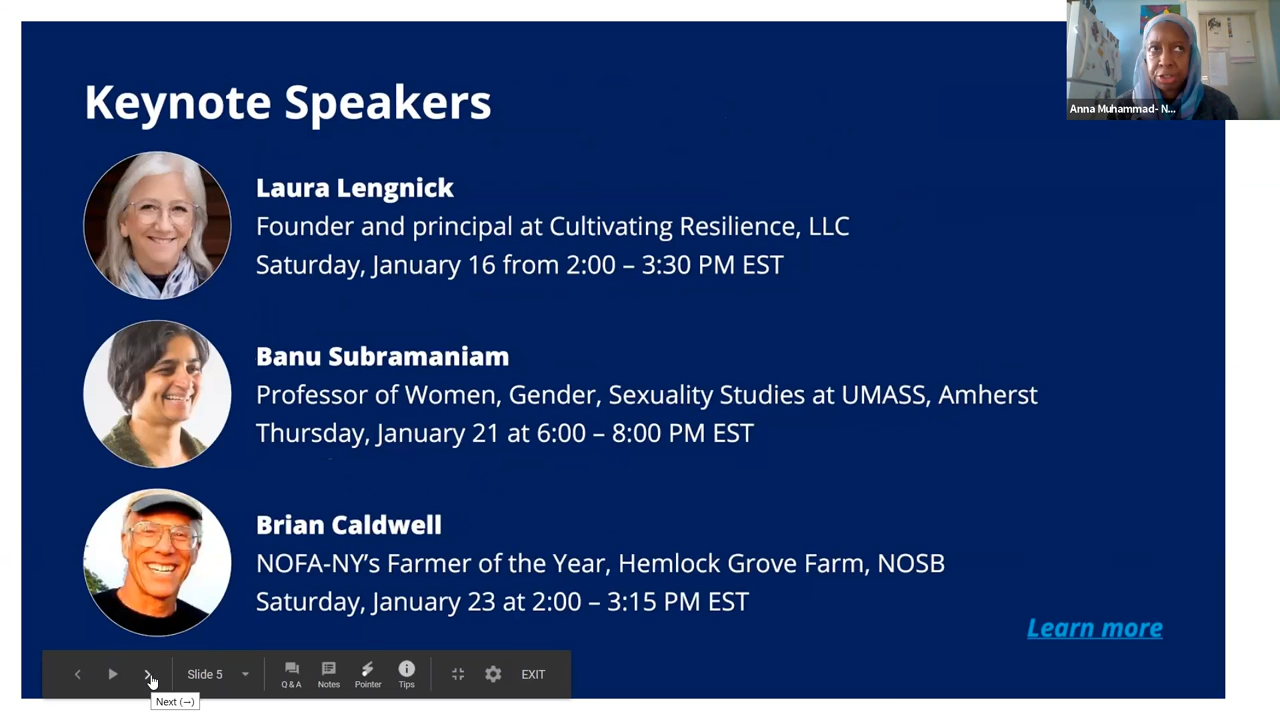 Keynote Speakers
Anna Muhammad- N...
Laura Lengnick
Founder and principal at Cultivating Resilience, LLC
Saturday, January 16 from 2:00 – 3:30 PM EST
Banu Subramaniam
Professor of Women, Gender, Sexuality Studies at UMASS, Amherst
Thursday, January 21 at 6:00 – 8:00 PM EST
Brian Caldwell
NOFA-NY’s Farmer of the Year, Hemlock Grove Farm, NOSB
Saturday, January 23 at 2:00 – 3:15 PM EST
Learn more
Slide 5
Q & A
Notes
Pointer
Tips
EXIT
Next (→)